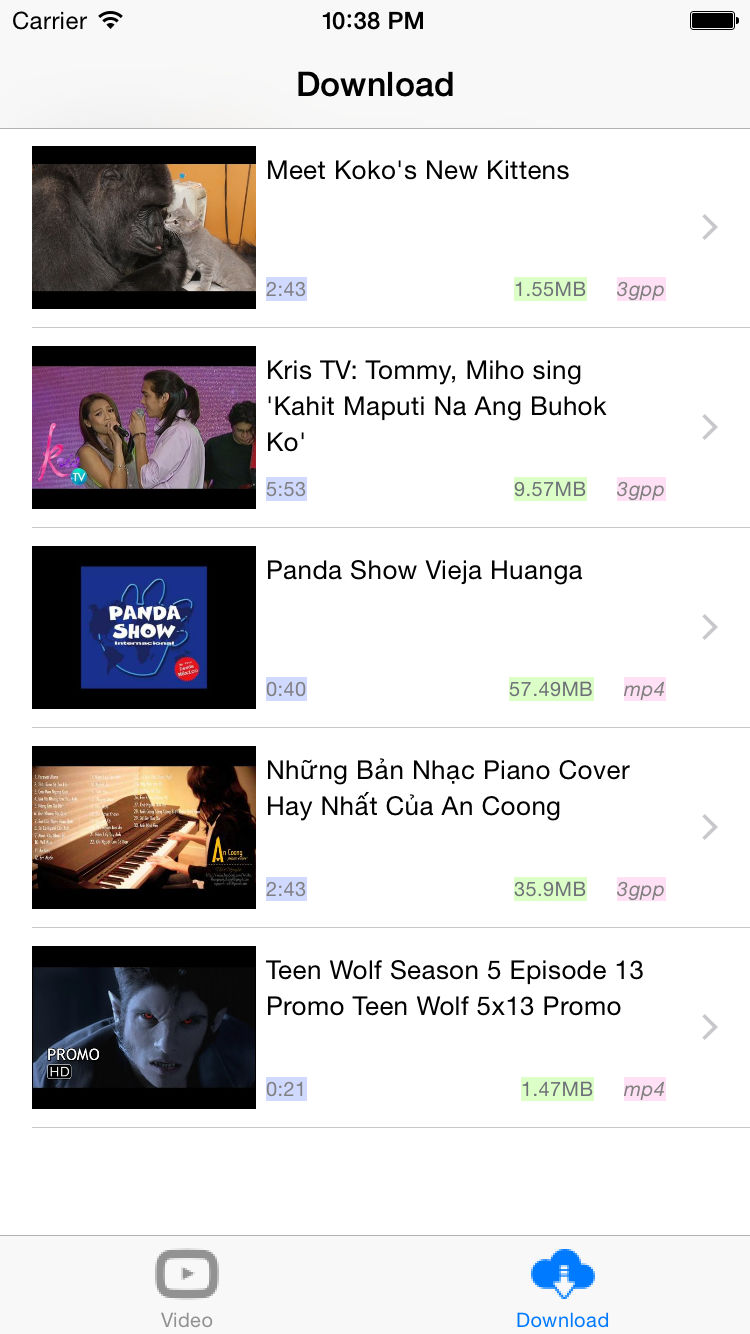 Carrier 10:38 PM
Download
Meet Koko's New Kittens
2:43 1.55MB 3gpp
Kris TV: Tommy, Miho sing
'Kahit Maputi Na Ang Buhok
Ko'
k
TV
5:53 9.57MB 3gpp
Panda Show Vieja Huanga
PANDA
SHOW
Internacional
0:40 57.49MB mp4
Những Bản Nhạc Piano Cover
Hay Nhất Của An Coong
An Coong
2:43 35.9MB 3gpp
Teen Wolf Season 5 Episode 13
Promo Teen Wolf 5x13 Promo
PROMO
HD
0:21 1.47MB mp4
Video Download